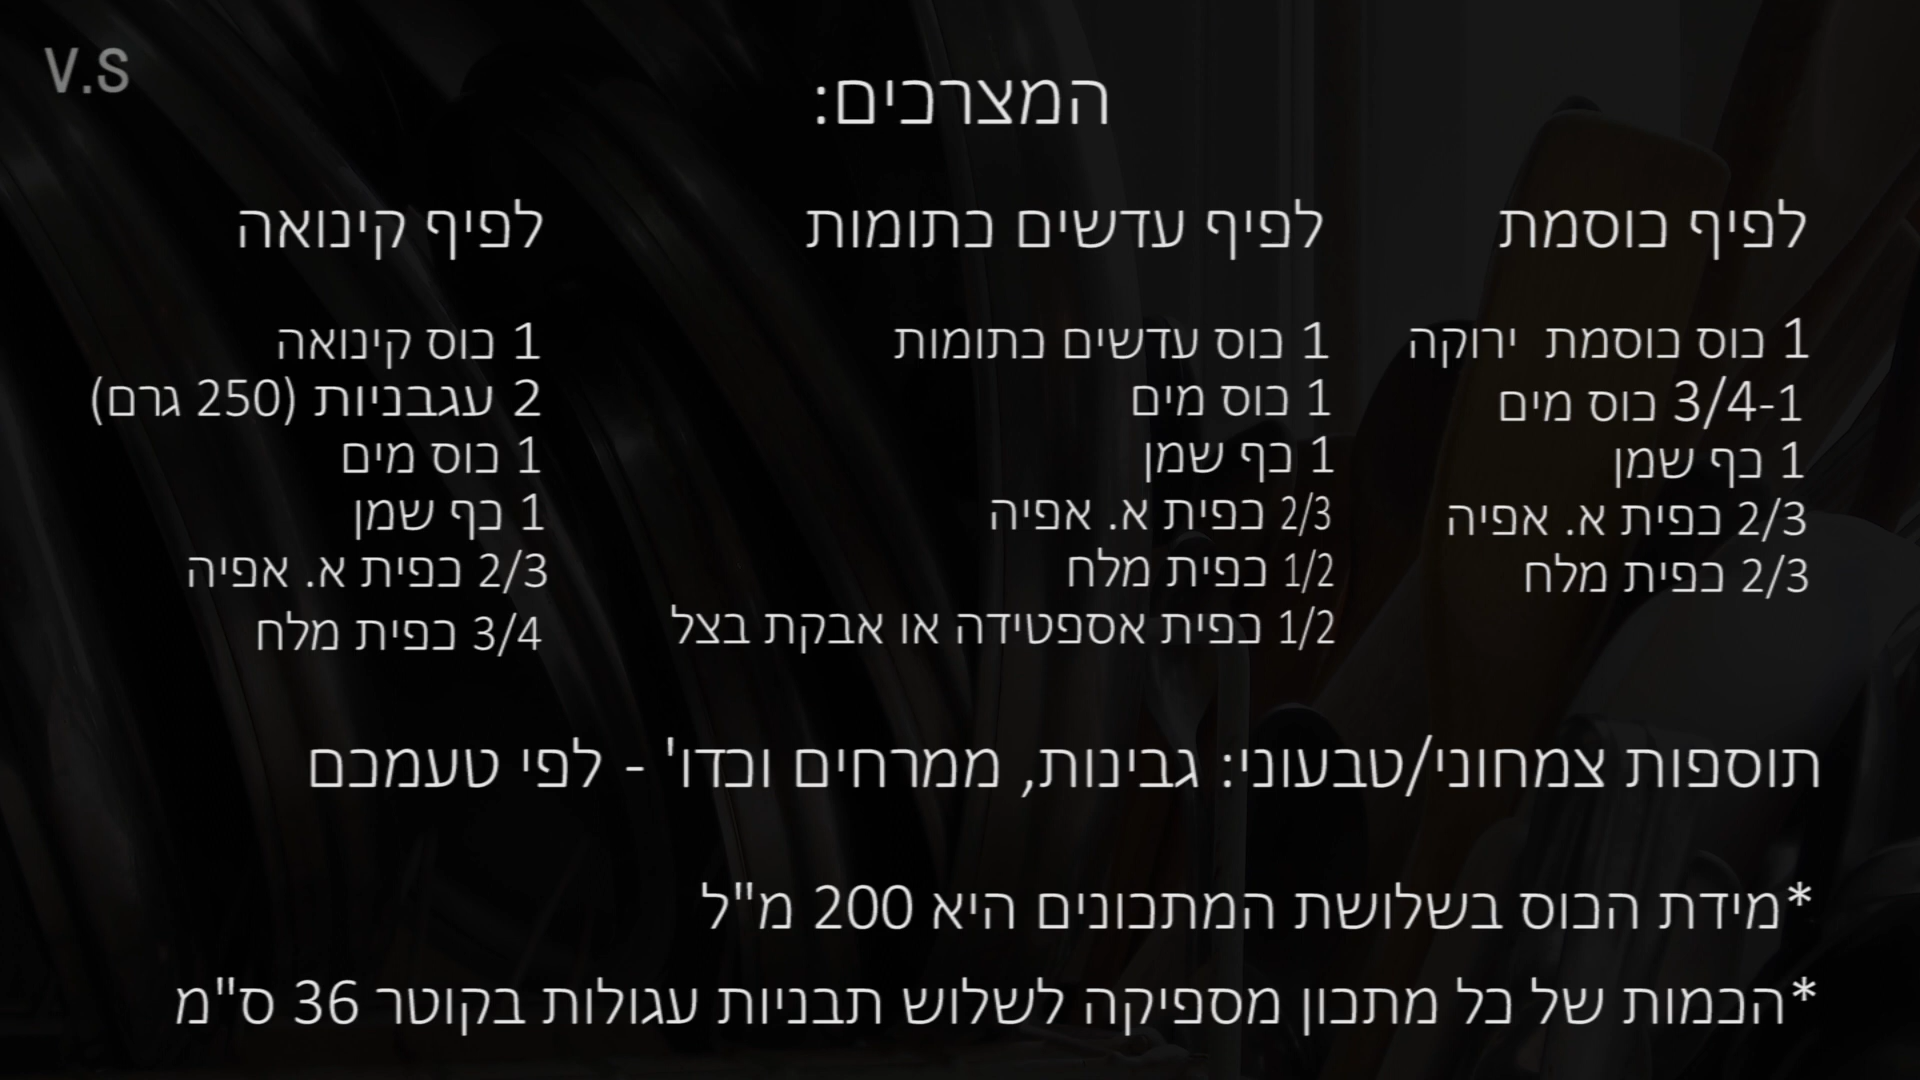 V.S
המצרכים:
לפיף כוסמת
1 כוס כוסמת ירוקה
1-3/4 כוס מים
1 כף שמן
2/3 כפית א. אפיה
2/3 כפית מלח
לפיף עדשים כתומות
1 כוס עדשים כתומות
1 כוס מים
1 כף שמן
2/3 כפית א. אפיה
1/2 כפית מלח
1/2 כפית אספטידה או אבקת בצל
לפיף קינואה
1 כוס קינואה
2 עגבניות (250 גרם)
1 כוס מים
1 כף שמן
2/3 כפית א. אפיה
3/4 כפית מלח
תוספות צמחוני/טבעוני: גבינות, ממרחים וכדו' - לפי טעמכם
*מידת הכוס בשלושת המתכונים היא 200 מ"ל
*הכמות של כל מתכון מספיקה לשלוש תבניות עגולות בקוטר 36 ס"מ